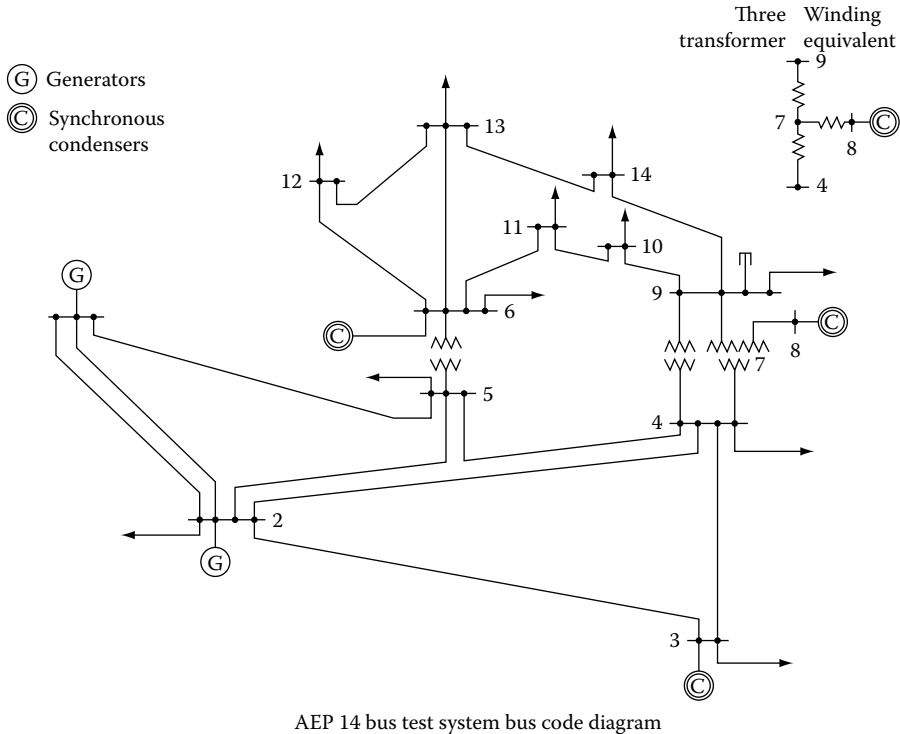 Three Winding
transformer equivalent
9
7
C
8
4
G Generators
C Synchronous
condensers
13
12
14
11
10
G
9
6
C
C
8
7
5
4
2
G
3
C
AEP 14 bus test system bus code diagram